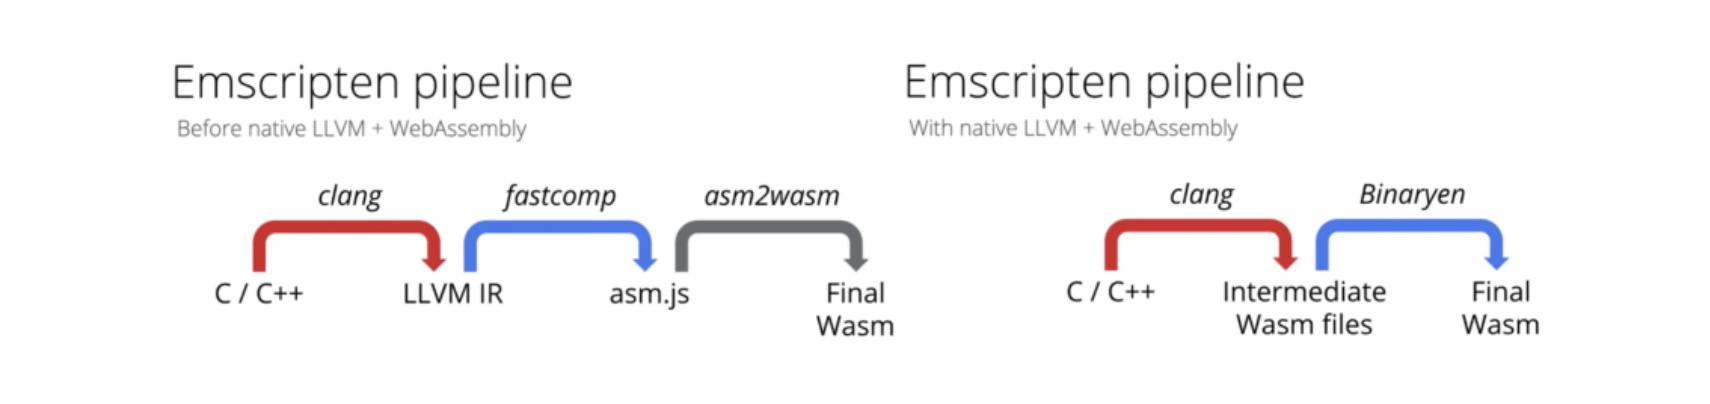 Emscripten pipeline
Before native LLVM + WebAssembly
clang
fastcomp
asm2wasm
C / C++
LLVM IR
asm.js
Final
Wasm
Emscripten pipeline
With native LLVM + WebAssembly
clang
Binaryen
C / C++
Intermediate
Wasm files
Final
Wasm